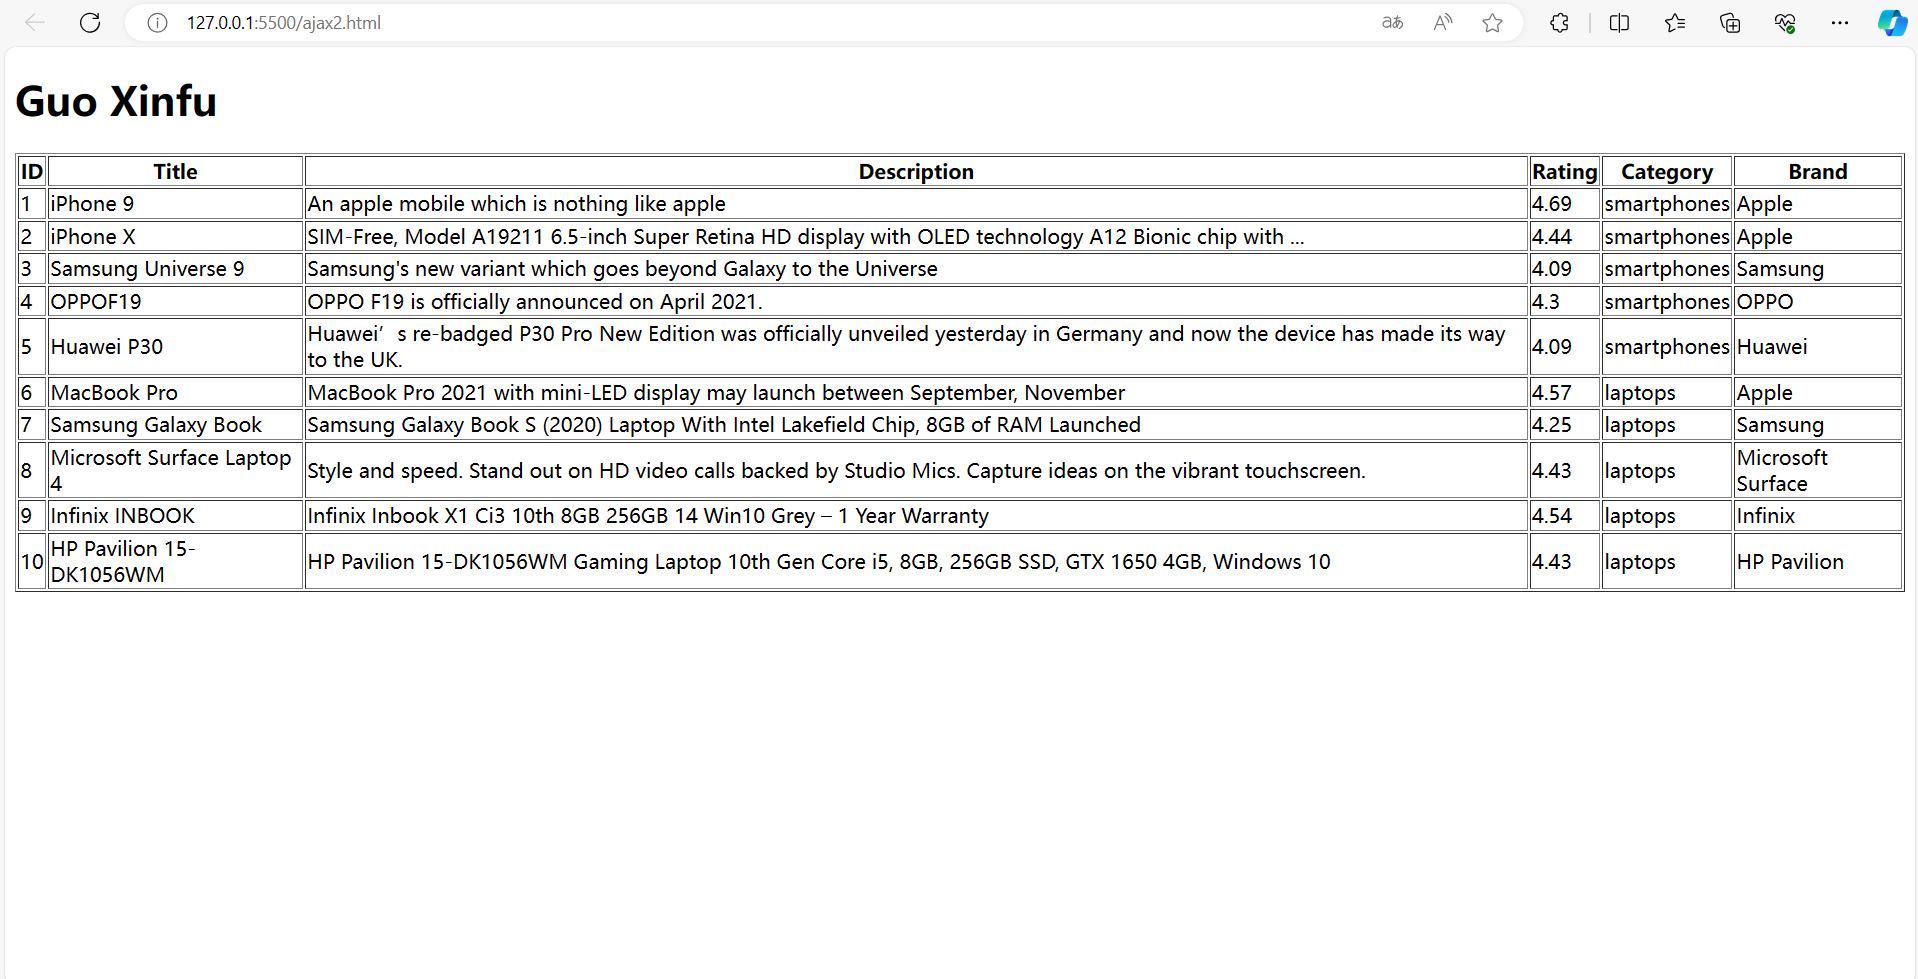 127.0.0.1:5500/ajax2.html
Guo Xinfu
ID Title Description Rating Category Brand
1 iPhone 9 An apple mobile which is nothing like apple 4.69 smartphones Apple
2 iPhone X SIM-Free, Model A19211 6.5-inch Super Retina HD display with OLED technology A12 Bionic chip with ... 4.44 smartphones Apple
3 Samsung Universe 9 Samsung's new variant which goes beyond Galaxy to the Universe 4.09 smartphones Samsung
4 OPPOF19 OPPO F19 is officially announced on April 2021. 4.3 smartphones OPPO
5 Huawei P30 Huawei’s re-badged P30 Pro New Edition was officially unveiled yesterday in Germany and now the device has made its way
to the UK. 4.09 smartphones Huawei
6 MacBook Pro MacBook Pro 2021 with mini-LED display may launch between September, November 4.57 laptops Apple
7 Samsung Galaxy Book Samsung Galaxy Book S (2020) Laptop With Intel Lakefield Chip, 8GB of RAM Launched 4.25 laptops Samsung
8 Microsoft Surface Laptop
4 Style and speed. Stand out on HD video calls backed by Studio Mics. Capture ideas on the vibrant touchscreen. 4.43 laptops Microsoft
Surface
9 Infinix INBOOK Infinix Inbook X1 Ci3 10th 8GB 256GB 14 Win10 Grey – 1 Year Warranty 4.54 laptops Infinix
10 HP Pavilion 15-
DK1056WM HP Pavilion 15-DK1056WM Gaming Laptop 10th Gen Core i5, 8GB, 256GB SSD, GTX 1650 4GB, Windows 10 4.43 laptops HP Pavilion